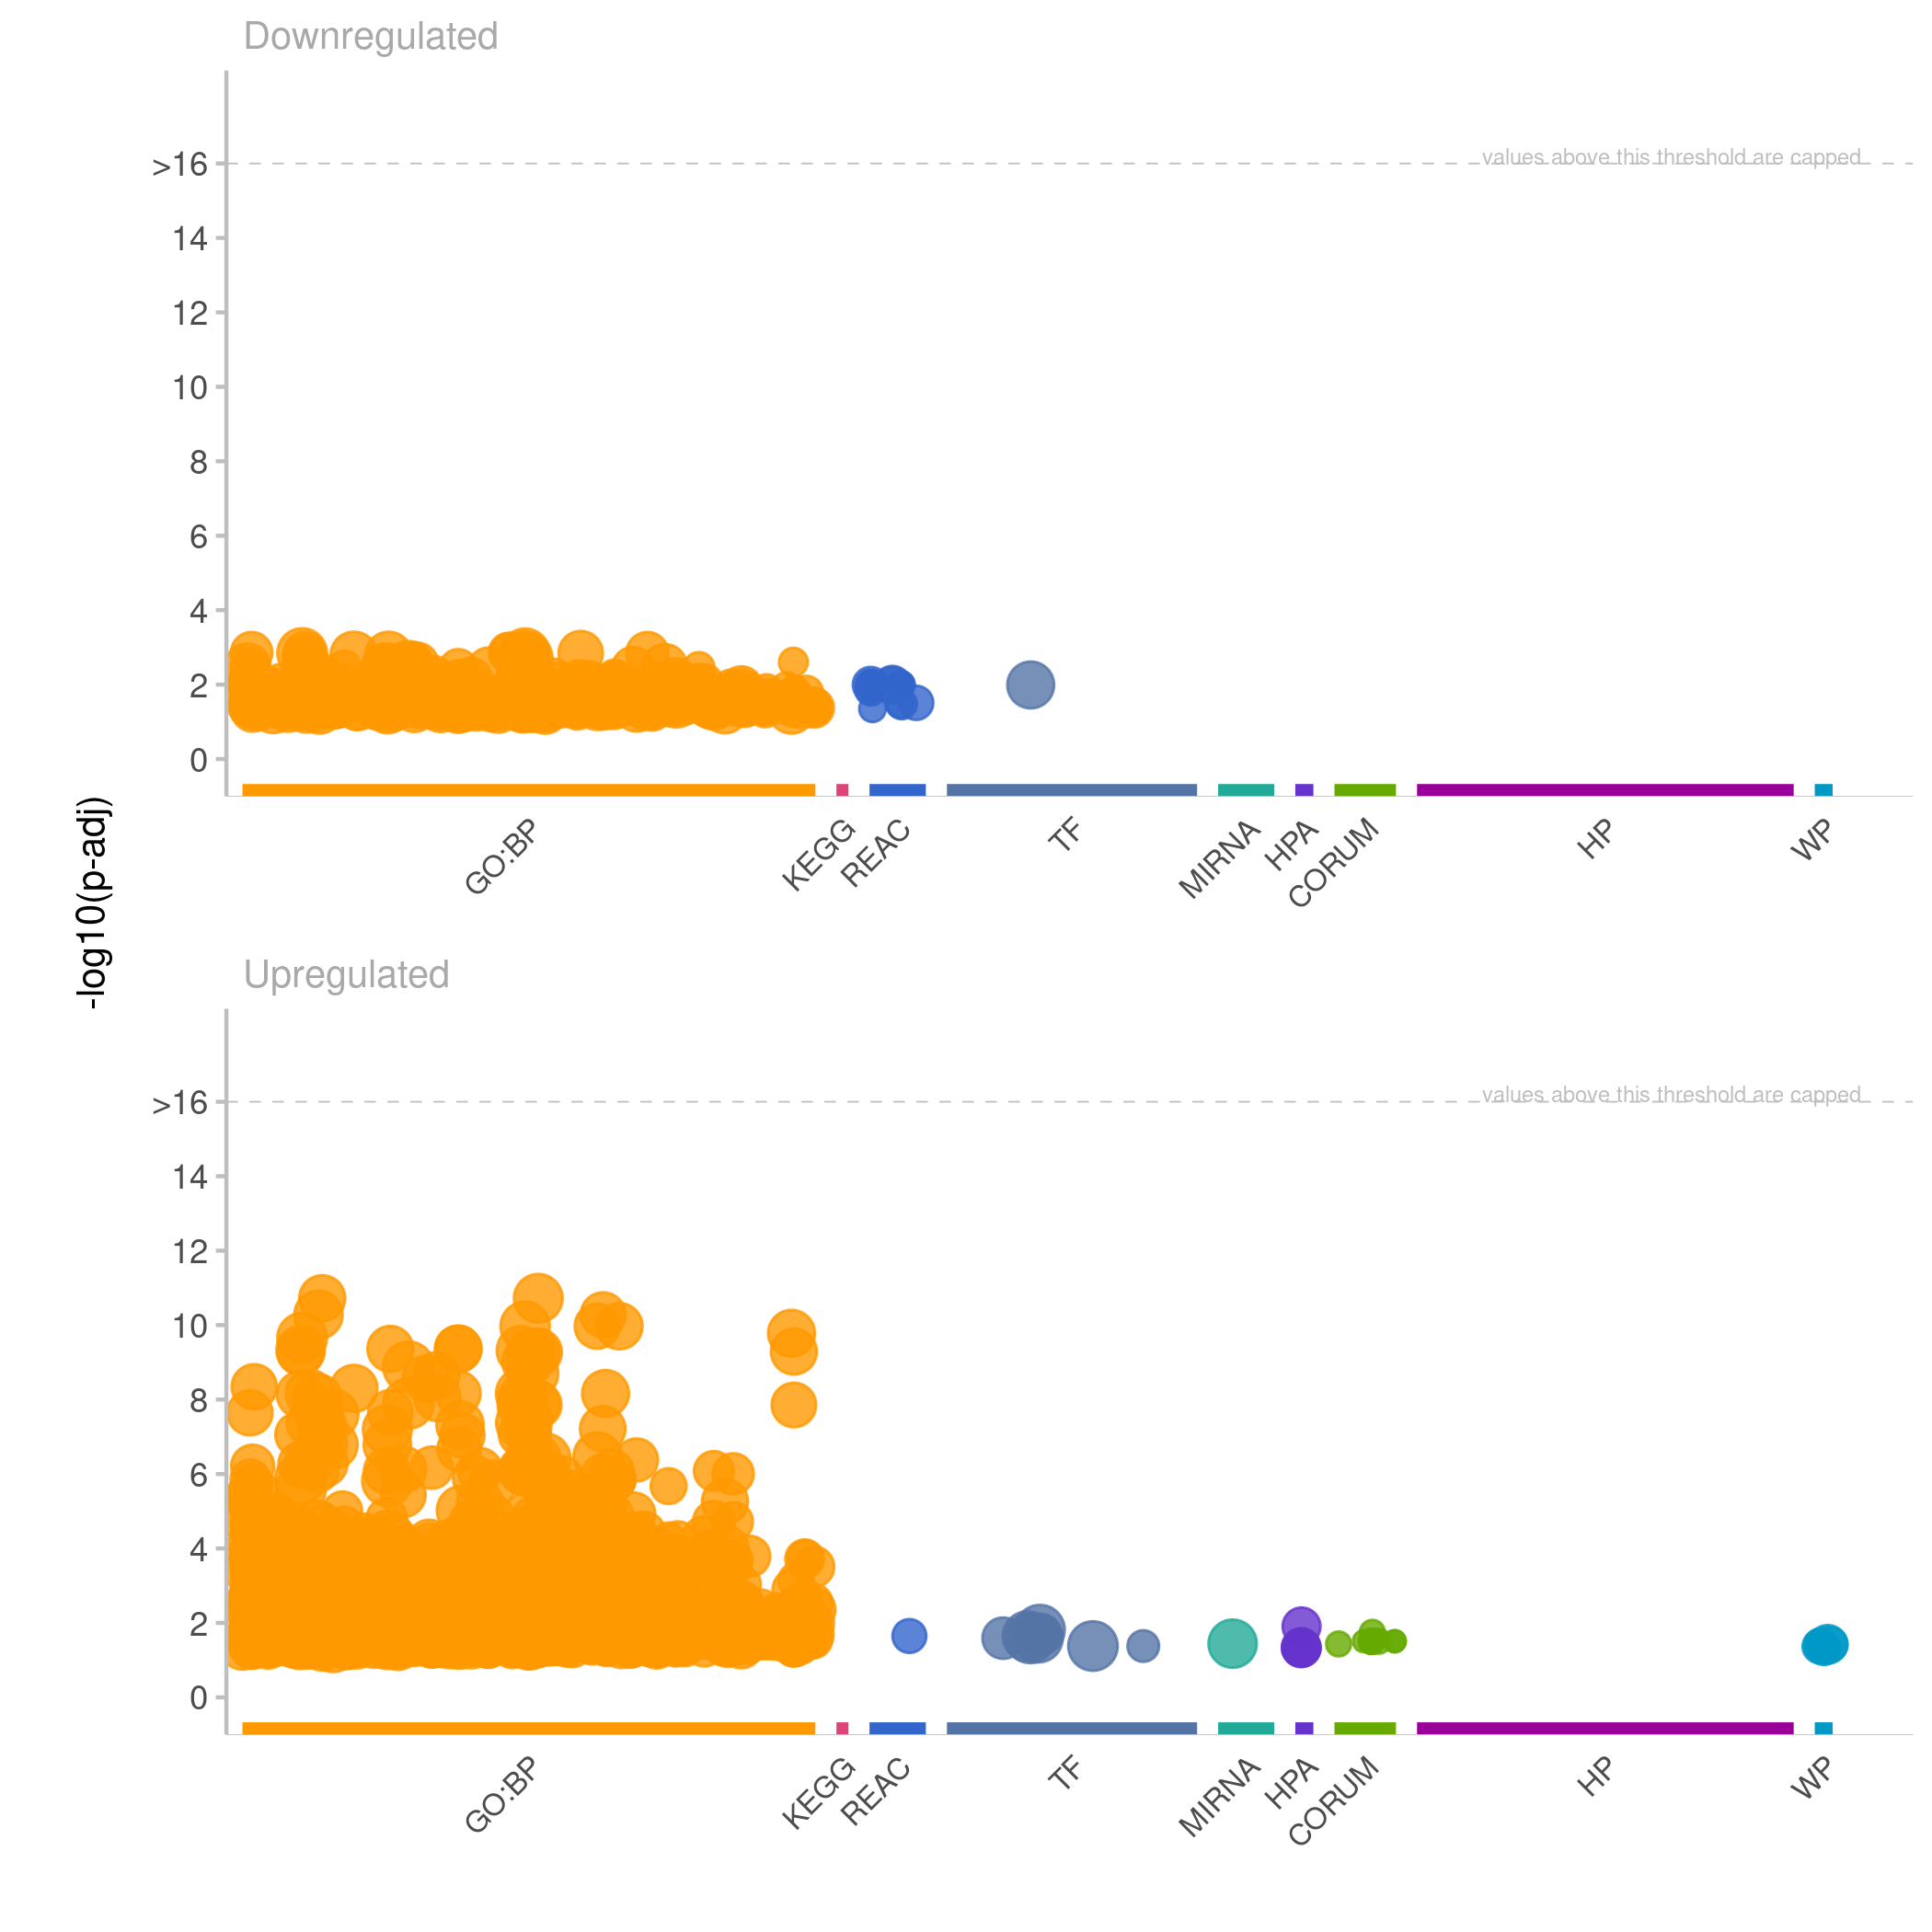 Downregulated
>16
values above this threshold are capped
14
12
10
8
6
4
2
0
GO:BP
KEGG
REAC
TF
MIRNA
HPA
CORUM
HP
WP
-log10(p-adj)
Upregulated
>16
values above this threshold are capped
14
12
10
8
6
4
2
0
GO:BP
KEGG
REAC
TF
MIRNA
HPA
CORUM
HP
WP